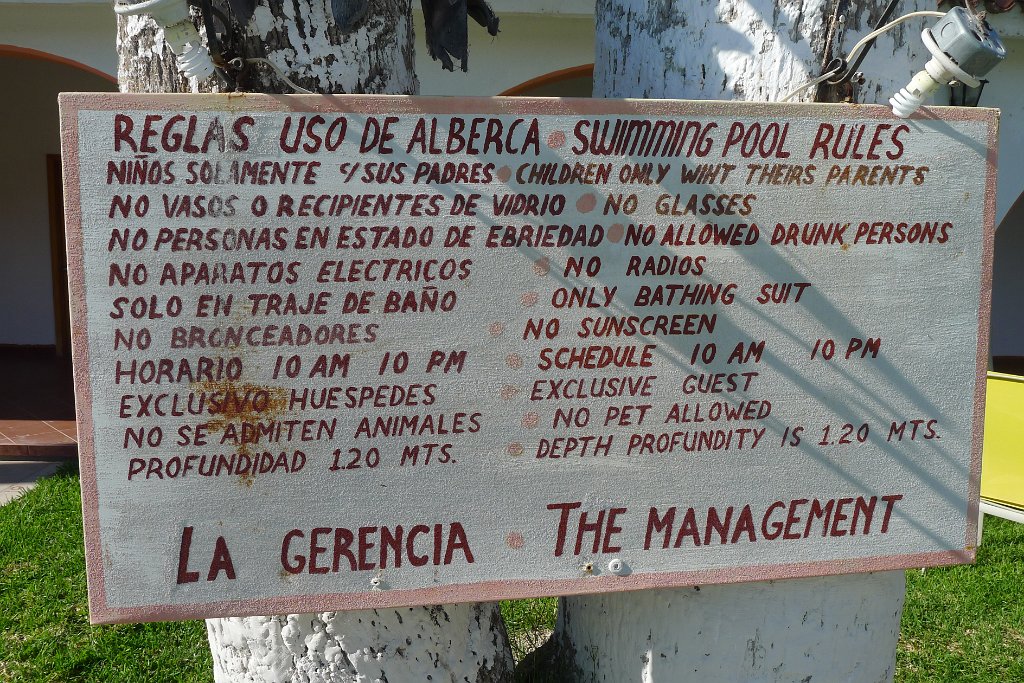 REGLAS USO DE ALBERCA • SWIMMING POOL RULES
NIÑOS SOLAMENTE c/ SUS PADRES • CHILDREN ONLY WIHT THEIRS PARENTS
NO VASOS O RECIPIENTES DE VIDRIO • NO GLASSES
NO PERSONAS EN ESTADO DE EBRIEDAD • NO ALLOWED DRUNK PERSONS
NO APARATOS ELECTRICOS • NO RADIOS
SOLO EN TRAJE DE BAÑO • ONLY BATHING SUIT
NO BRONCEADORES • NO SUNSCREEN
HORARIO 10 AM 10 PM • SCHEDULE 10 AM 10 PM
EXCLUSIVO HUESPEDES • EXCLUSIVE GUEST
NO SE ADMITEN ANIMALES • NO PET ALLOWED
PROFUNDIDAD 1.20 MTS. • DEPTH PROFUNDITY IS 1.20 MTS.
LA GERENCIA • THE MANAGEMENT